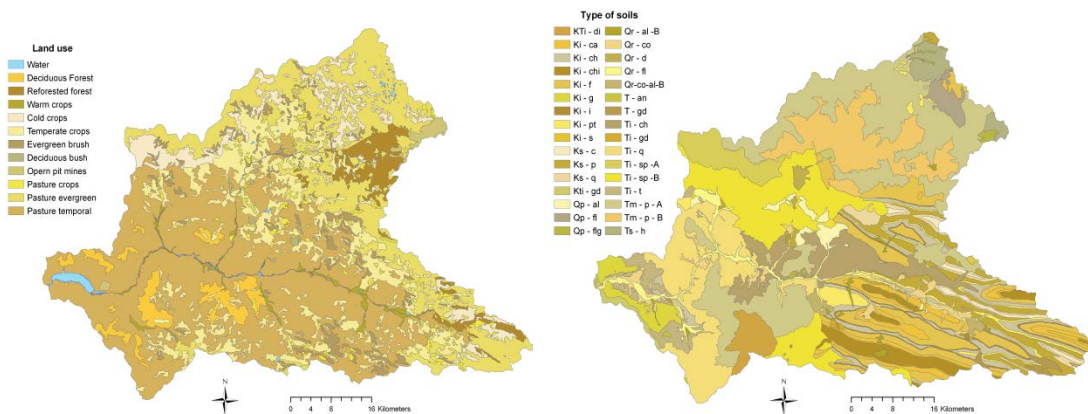 Land use
Water
Deciduous Forest
Reforested forest
Warm crops
Cold crops
Temperate crops
Evergreen brush
Deciduous bush
Opern pit mines
Pasture crops
Pasture evergreen
Pasture temporal
N
0 4 8 16
Kilometers
Type of soils
KTi - di
Ki - ca
Ki - ch
Ki - chi
Ki - f
Ki - g
Ki - i
Ki - pt
Ki - s
Ks - c
Ks - p
Ks - q
Kti - gd
Qp - al
Qp - fl
Qp - flg
Qr - al -B
Qr - co
Qr - d
Qr - fl
Qr-co-al-B
T - an
T - gd
Ti - ch
Ti - gd
Ti - q
Ti - sp -A
Ti - sp -B
Ti - t
Tm - p - A
Tm - p - B
Ts - h
N
0 4 8 16
Kilometers